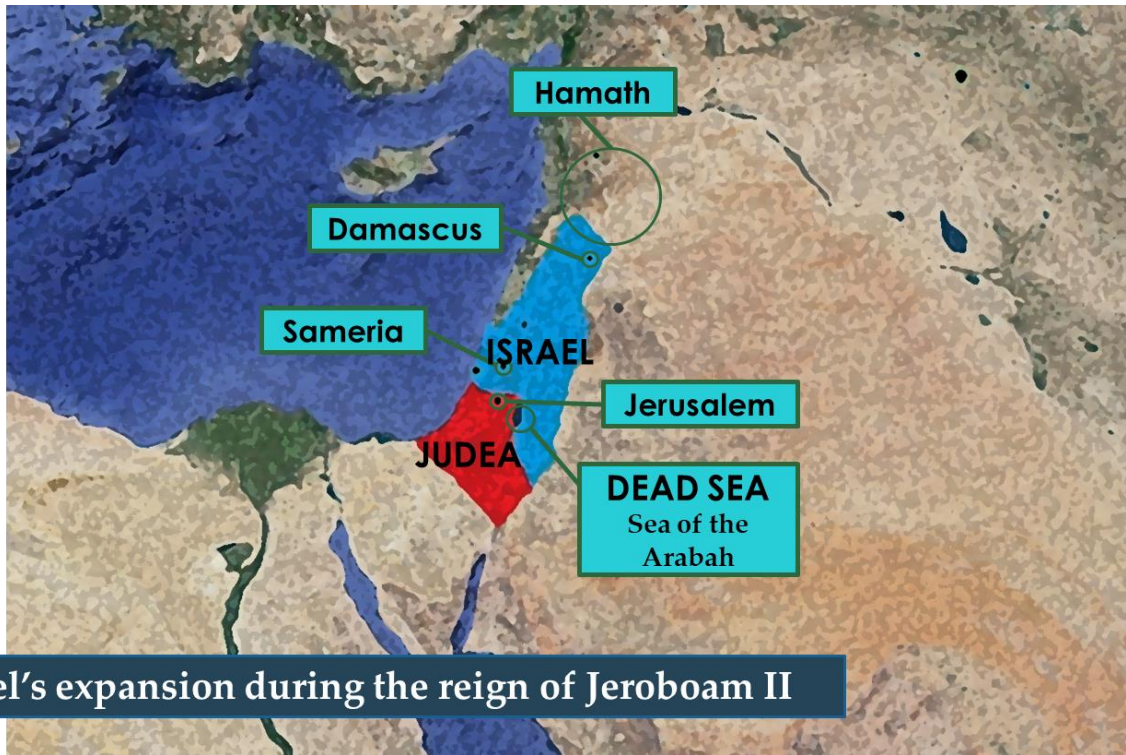 Hamath
Damascus
Sameria
ISRAEL
Jerusalem
JUDEA
DEAD SEA
Sea of the
Arabah
el’s expansion during the reign of Jeroboam II